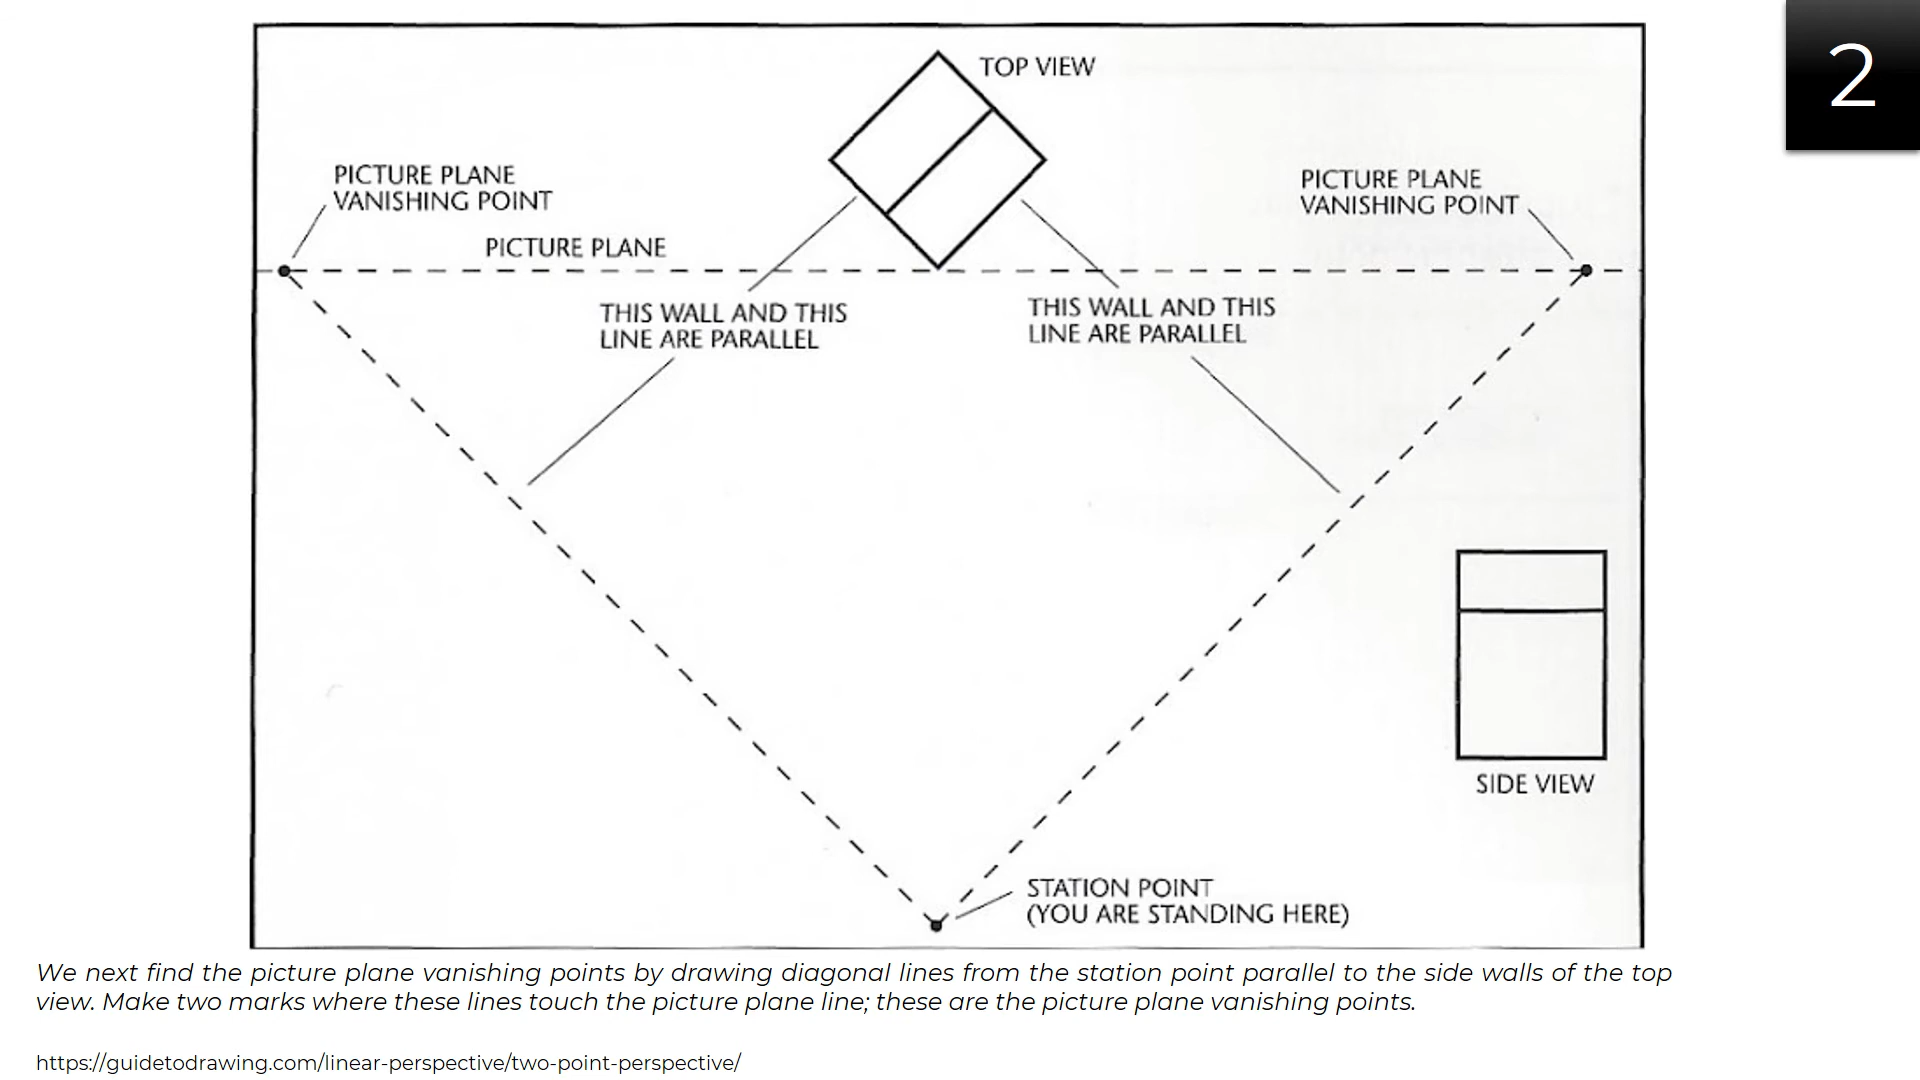 2
TOP VIEW
PICTURE PLANE
VANISHING POINT
PICTURE PLANE
VANISHING POINT
PICTURE PLANE
THIS WALL AND THIS
LINE ARE PARALLEL
THIS WALL AND THIS
LINE ARE PARALLEL
SIDE VIEW
STATION POINT
(YOU ARE STANDING HERE)
We next find the picture plane vanishing points by drawing diagonal lines from the station point parallel to the side walls of the top
view. Make two marks where these lines touch the picture plane line; these are the picture plane vanishing points.
https://guidetodrawing.com/linear-perspective/two-point-perspective/